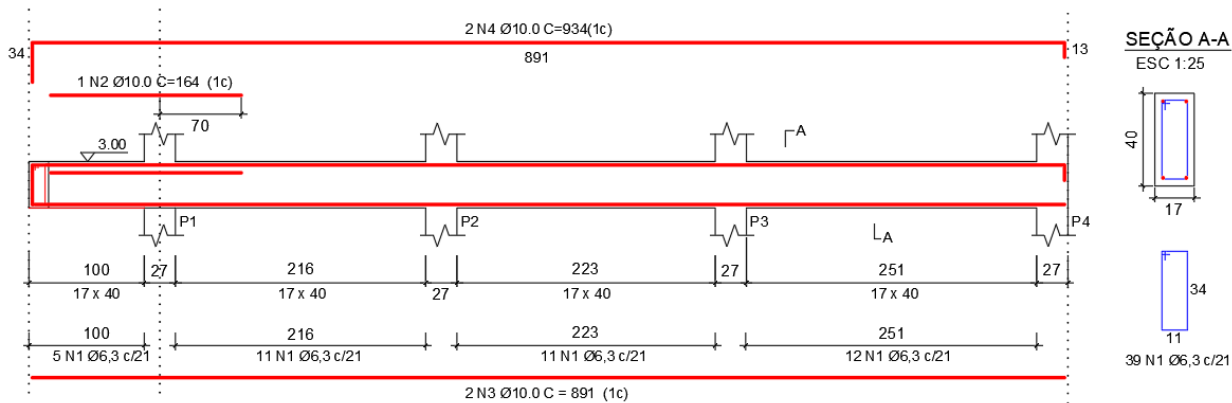 2 N4 Ø10.0 C=934(1c)
34
891
13
1 N2 Ø10.0 C=164 (1c)
70
3.00
A
P1
P2
P3
P4
A
100
27
216
27
223
27
251
27
17 x 40
17 x 40
17 x 40
17 x 40
100
216
223
251
5 N1 Ø6,3 c/21
11 N1 Ø6,3 c/21
11 N1 Ø6,3 c/21
12 N1 Ø6,3 c/21
2 N3 Ø10.0 C = 891 (1c)
SEÇÃO A-A
ESC 1:25
40
17
34
11
39 N1 Ø6,3 c/21